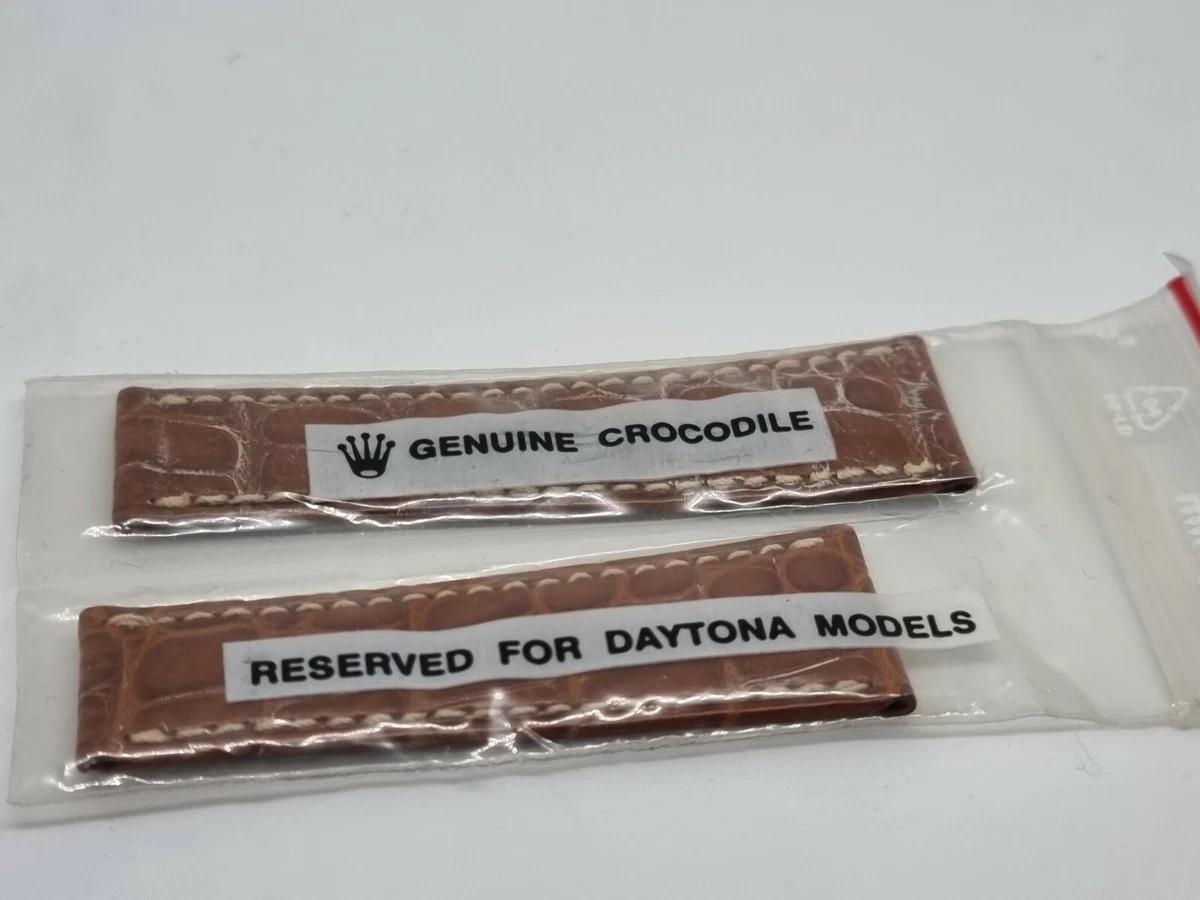 GENUINE CROCODILE
RESERVED FOR DAYTONA MODELS